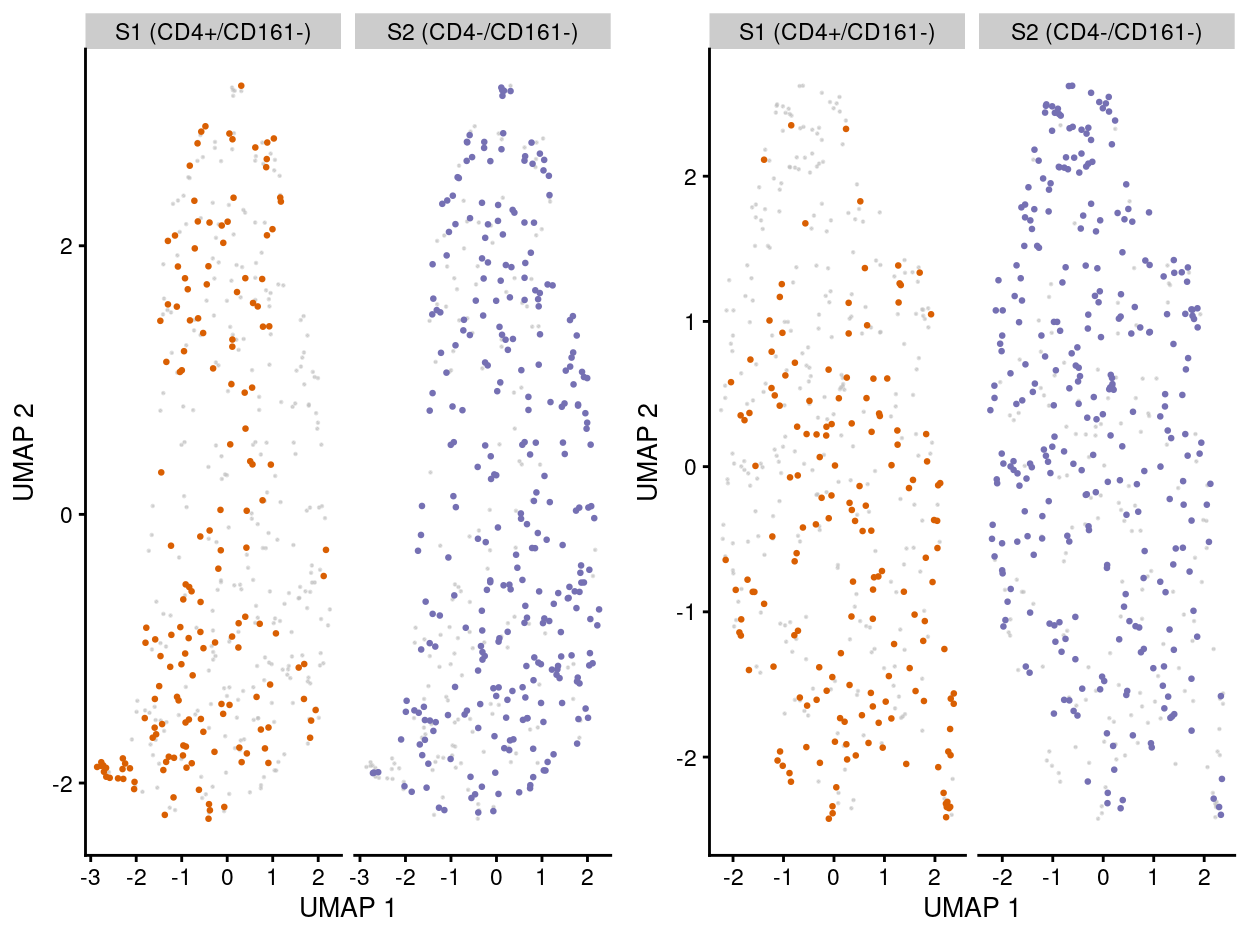 S1 (CD4+/CD161-) S2 (CD4-/CD161-) S1 (CD4+/CD161-) S2 (CD4-/CD161-)
UMAP 2
2
0
-2
-3 -2 -1 0 1 2 -3 -2 -1 0 1 2
UMAP 1
UMAP 2
2
1
0
-1
-2
-2 -1 0 1 2 -2 -1 0 1 2
UMAP 1